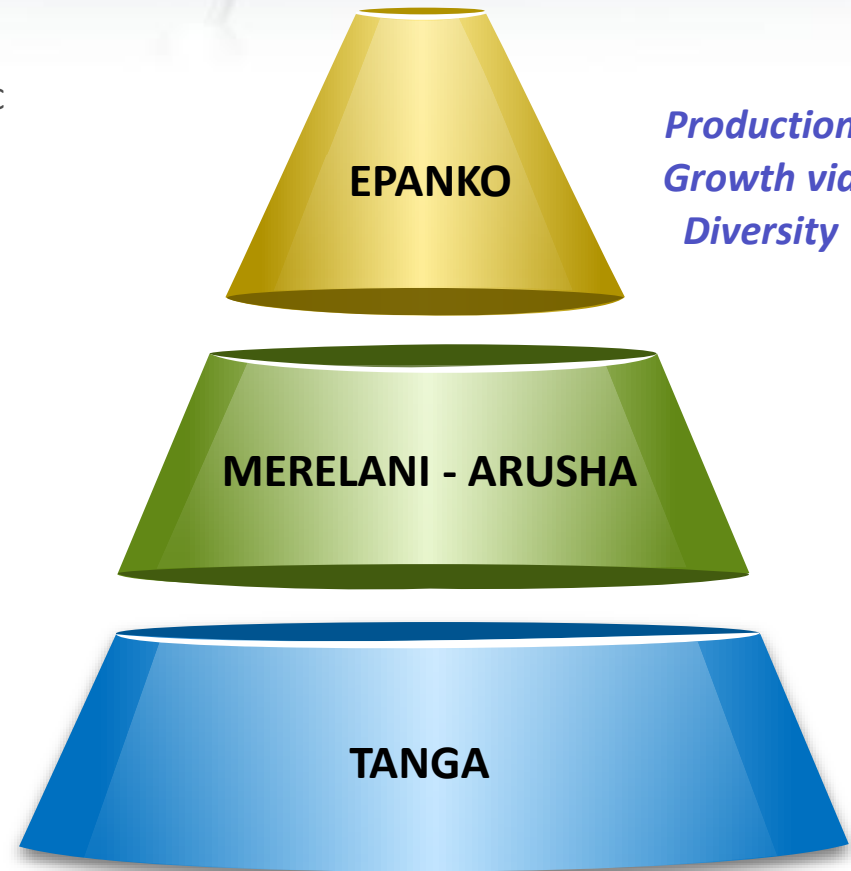 Production
Growth via
Diversity
EPANKO
MERELANI - ARUSHA
TANGA